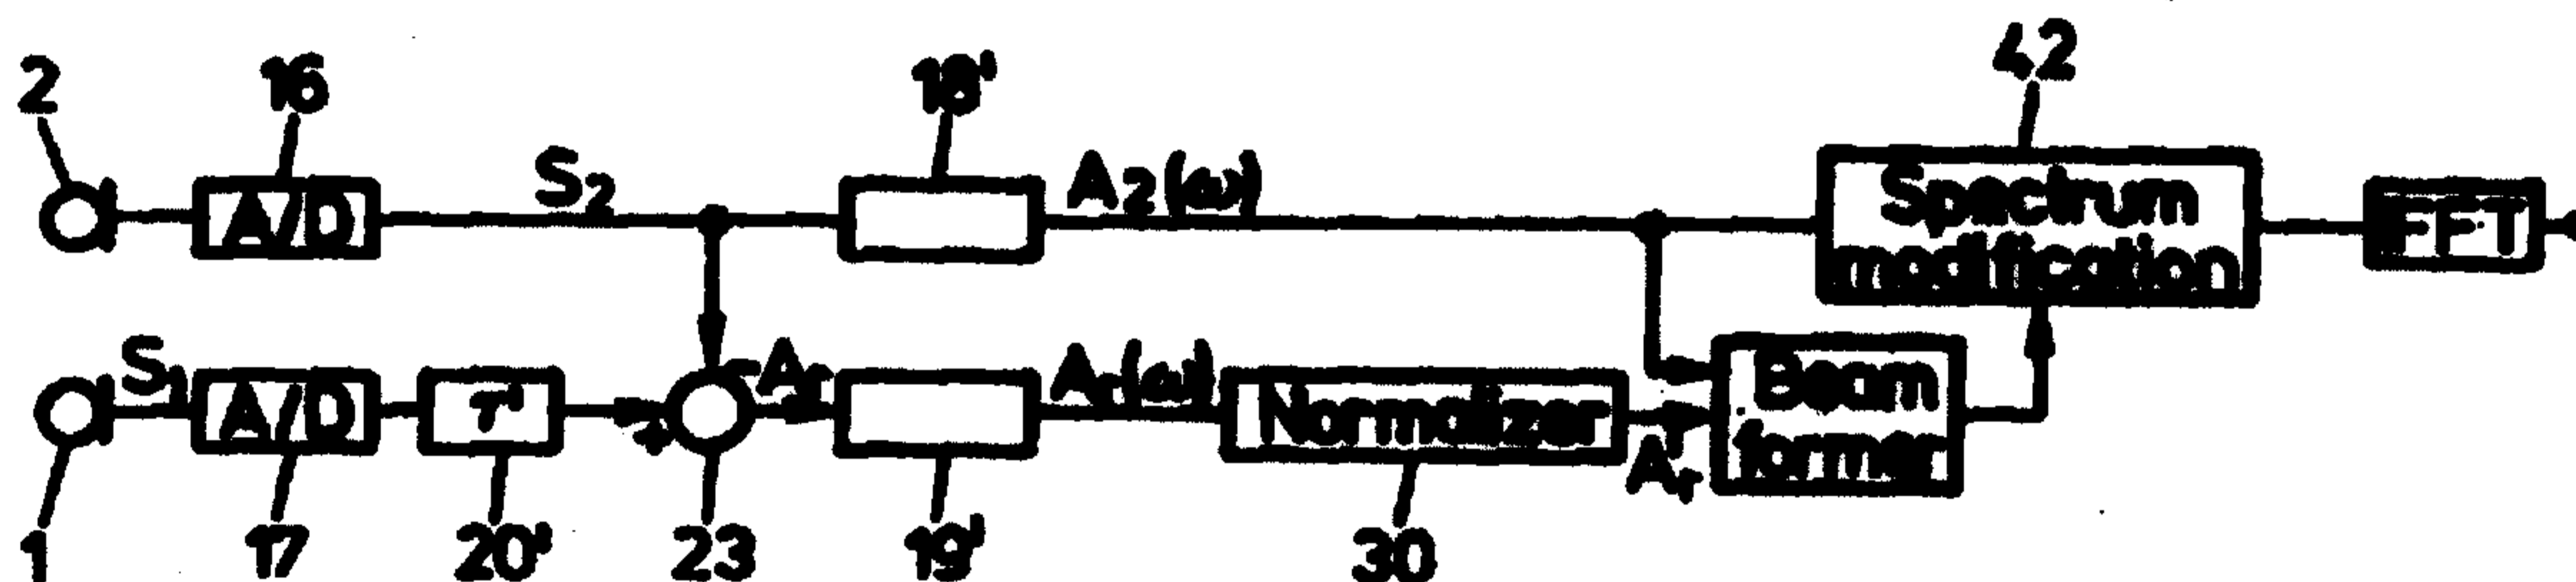 2
16
18'
42
A/D
S2
A2(ω)
Spectrum
modification
IFFT
S1
A/D
τ'
+
-
Ar
Ar(ω)
Normalizer
Ar
Beam
former
1
17
20'
23
19'
30